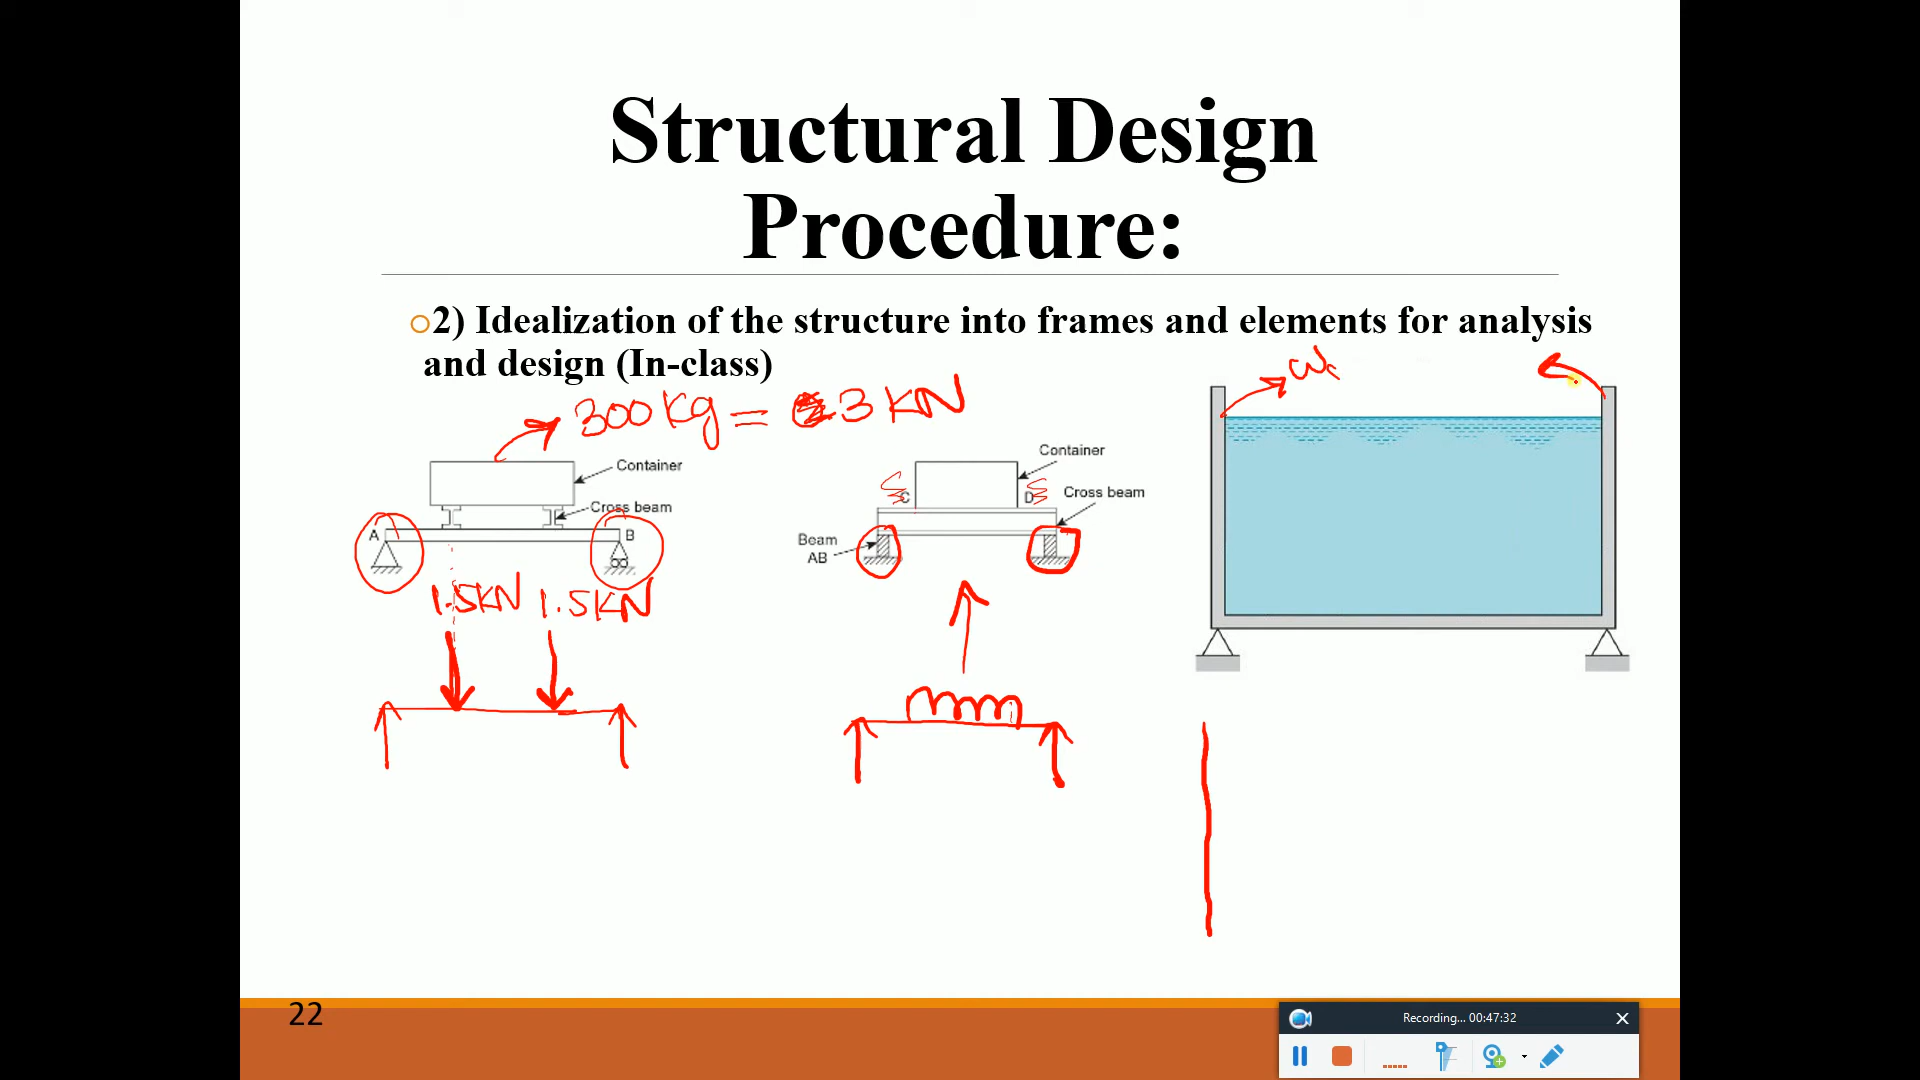 Structural Design
Procedure:
2) Idealization of the structure into frames and elements for analysis
and design (In-class)
300 Kg = 3 KN
Container
Cross beam
A
B
1.5KN 1.5KN
Container
C
D
Cross beam
Beam
AB
22
Recording... 00:47:32